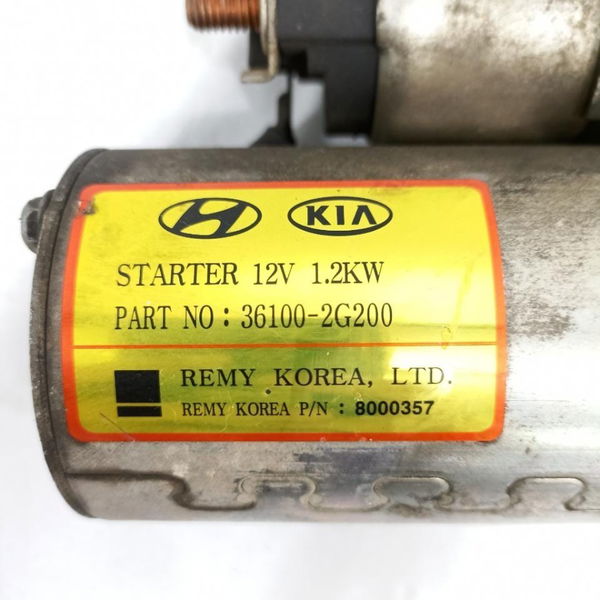 KIA
STARTER 12V 1.2KW
PART NO : 36100-2G200
REMY KOREA, LTD.
REMY KOREA P/N : 8000357